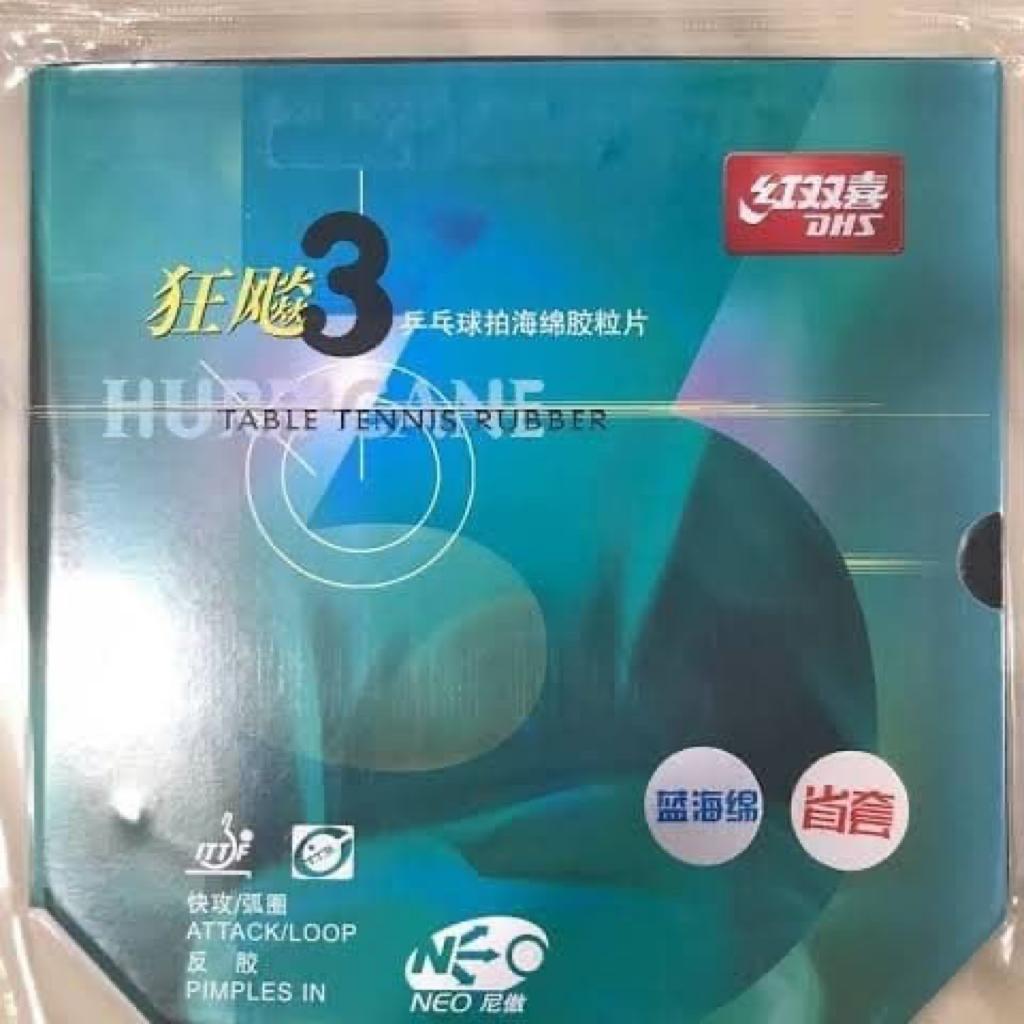 红双喜
DHS
狂飚3
乒乓球拍海绵胶粒片
HURRICANE
TABLE TENNIS RUBBER
蓝海绵
省套
ITTF
快攻/弧圈
ATTACK/LOOP
反 胶
PIMPLES IN
NEO
NEO 尼傲